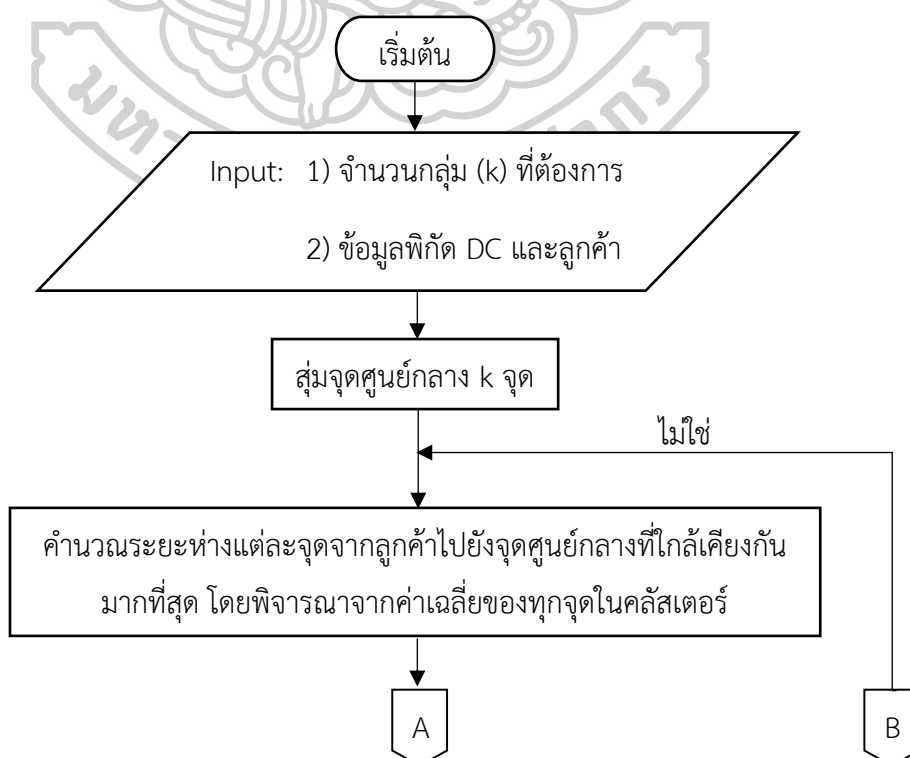 เริ่มต้น
Input: 1) จำนวนกลุ่ม (k) ที่ต้องการ
2) ข้อมูลพิกัด DC และลูกค้า
สุ่มจุดศูนย์กลาง k จุด
ไม่ใช่
คำนวณระยะห่างแต่ละจุดจากลูกค้าไปยังจุดศูนย์กลางที่ใกล้เคียงกัน
มากที่สุด โดยพิจารณาจากค่าเฉลี่ยของทุกจุดในคลัสเตอร์
A
B